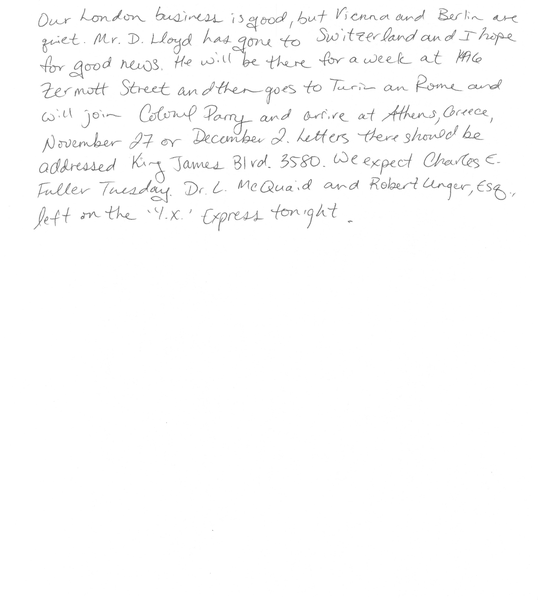 Our London business is good, but Vienna and Berlin are
quiet. Mr. D. Lloyd has gone to Switzerland and I hope
for good news. He will be there for a week at 1496
Zermott Street and then goes to Turin an Rome and
will join Colonel Parry and arrive at Athens, Greece,
November 27 or December 2. Letters there should be
addressed King James Blvd. 3580. We expect Charles E.
Fuller Tuesday. Dr. L. McQuaid and Robert Unger, Esq.,
left on the 'Y.X.' Express tonight.